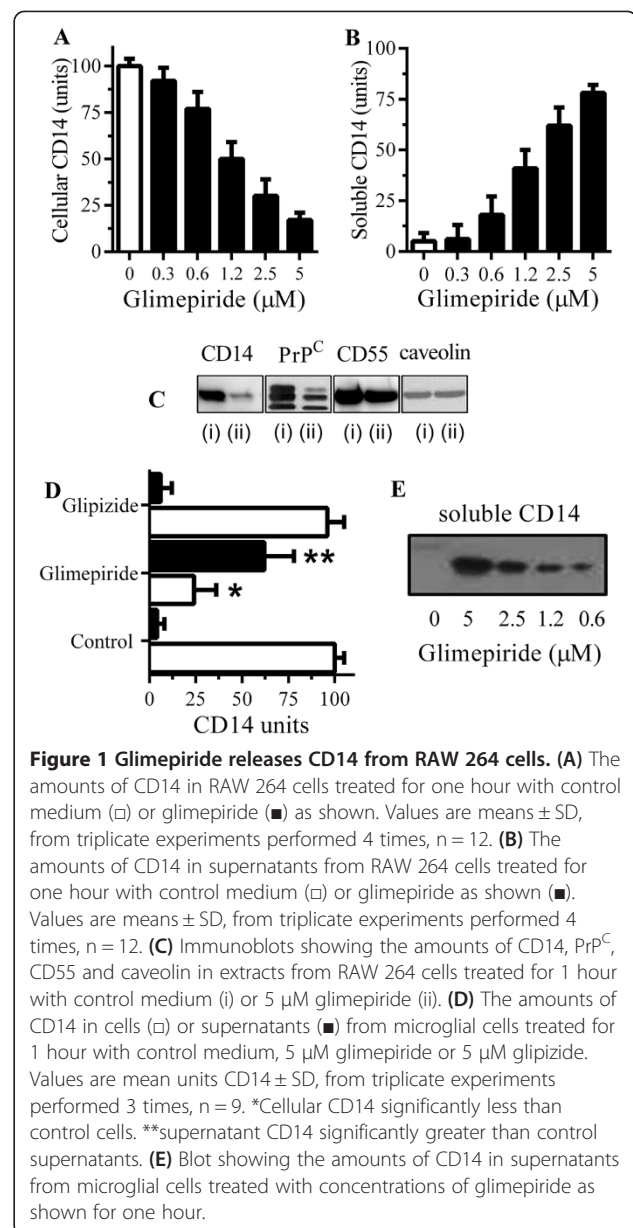 A
100
75
50
25
0
Cellular CD14 (units)
0 0.3 0.6 1.2 2.5 5
Glimepiride (μM)
B
100
75
50
25
0
Soluble CD14 (units)
0 0.3 0.6 1.2 2.5 5
Glimepiride (μM)
CD14 PrP^C CD55 caveolin
C
(i) (ii) (i) (ii) (i) (ii) (i) (ii)
D
Glipizide
Glimepiride
Control
**
*
0 25 50 75 100
CD14 units
E
soluble CD14
0 5 2.5 1.2 0.6
Glimepiride (μM)
Figure 1 Glimepiride releases CD14 from RAW 264 cells. (A) The
amounts of CD14 in RAW 264 cells treated for one hour with control
medium (□) or glimepiride (■) as shown. Values are means ± SD,
from triplicate experiments performed 4 times, n = 12. (B) The
amounts of CD14 in supernatants from RAW 264 cells treated for
one hour with control medium (□) or glimepiride as shown (■).
Values are means ± SD, from triplicate experiments performed 4
times, n = 12. (C) Immunoblots showing the amounts of CD14, PrP^C,
CD55 and caveolin in extracts from RAW 264 cells treated for 1 hour
with control medium (i) or 5 μM glimepiride (ii). (D) The amounts of
CD14 in cells (□) or supernatants (■) from microglial cells treated for
1 hour with control medium, 5 μM glimepiride or 5 μM glipizide.
Values are mean units CD14 ± SD, from triplicate experiments
performed 3 times, n = 9. *Cellular CD14 significantly less than
control cells. **supernatant CD14 significantly greater than control
supernatants. (E) Blot showing the amounts of CD14 in supernatants
from microglial cells treated with concentrations of glimepiride as
shown for one hour.